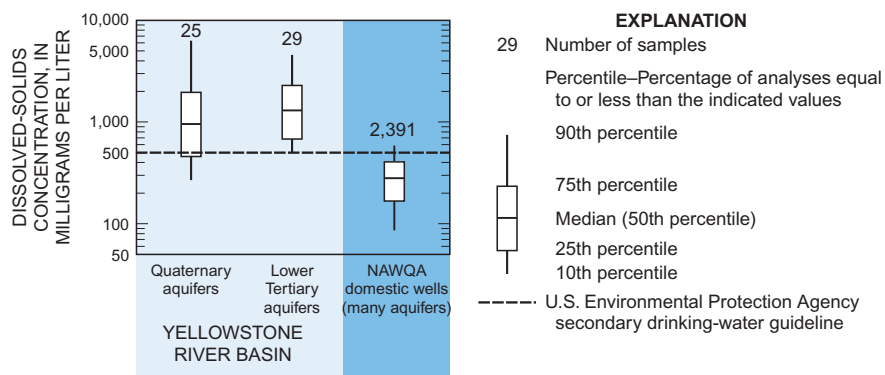 DISSOLVED-SOLIDS
CONCENTRATION, IN
MILLIGRAMS PER LITER
10,000
5,000
1,000
500
100
50
25
29
2,391
Quaternary
aquifers
Lower
Tertiary
aquifers
NAWQA
domestic wells
(many aquifers)
YELLOWSTONE
RIVER BASIN
EXPLANATION
29 Number of samples
Percentile–Percentage of analyses equal
to or less than the indicated values
90th percentile
75th percentile
Median (50th percentile)
25th percentile
10th percentile
U.S. Environmental Protection Agency
secondary drinking-water guideline